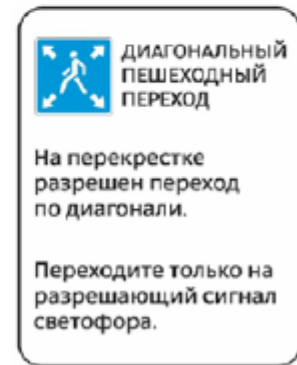 ДИАГОНАЛЬНЫЙ
ПЕШЕХОДНЫЙ
ПЕРЕХОД
На перекрестке
разрешен переход
по диагонали.
Переходите только на
разрешающий сигнал
светофора.